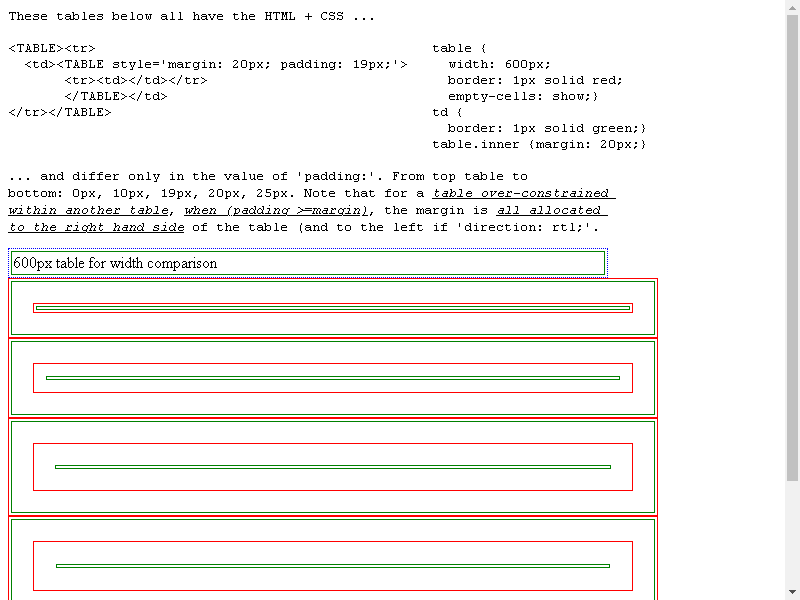 These tables below all have the HTML + CSS ...
<TABLE><tr> table {
<td><TABLE style='margin: 20px; padding: 19px;'> width: 600px;
<tr><td></td></tr> border: 1px solid red;
</TABLE></td> empty-cells: show;}
</tr></TABLE> td {
border: 1px solid green;}
table.inner {margin: 20px;}
... and differ only in the value of 'padding:'. From top table to
bottom: 0px, 10px, 19px, 20px, 25px. Note that for a table over-constrained
within another table, when (padding >=margin), the margin is all allocated
to the right hand side of the table (and to the left if 'direction: rtl;'.
600px table for width comparison